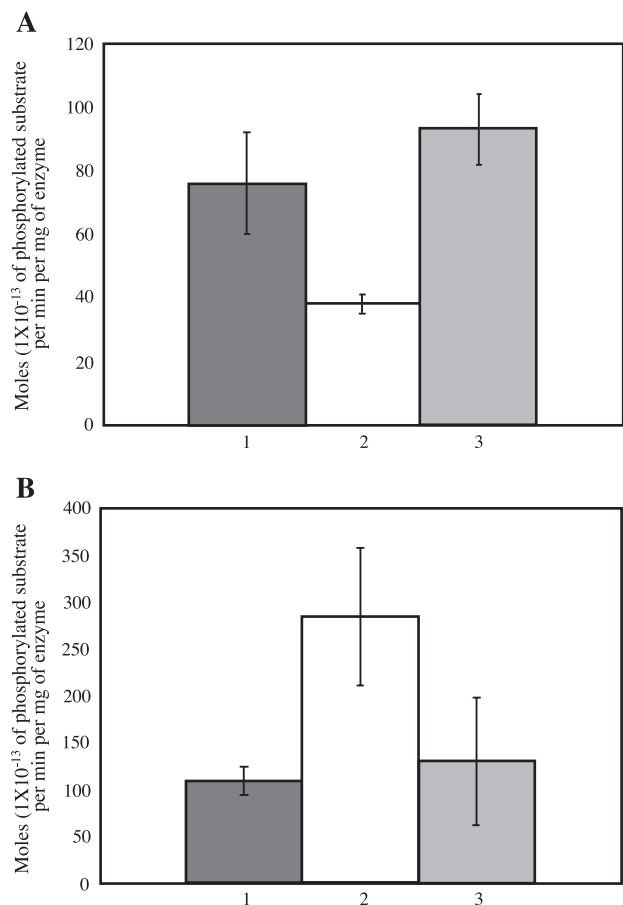 A
120
100
80
60
40
20
0
Moles (1X10⁻¹³ of phosphorylated substrate
per min per mg of enzyme
1 2 3
B
400
350
300
250
200
150
100
50
0
Moles (1X10⁻¹³ of phosphorylated substrate
per min per mg of enzyme
1 2 3